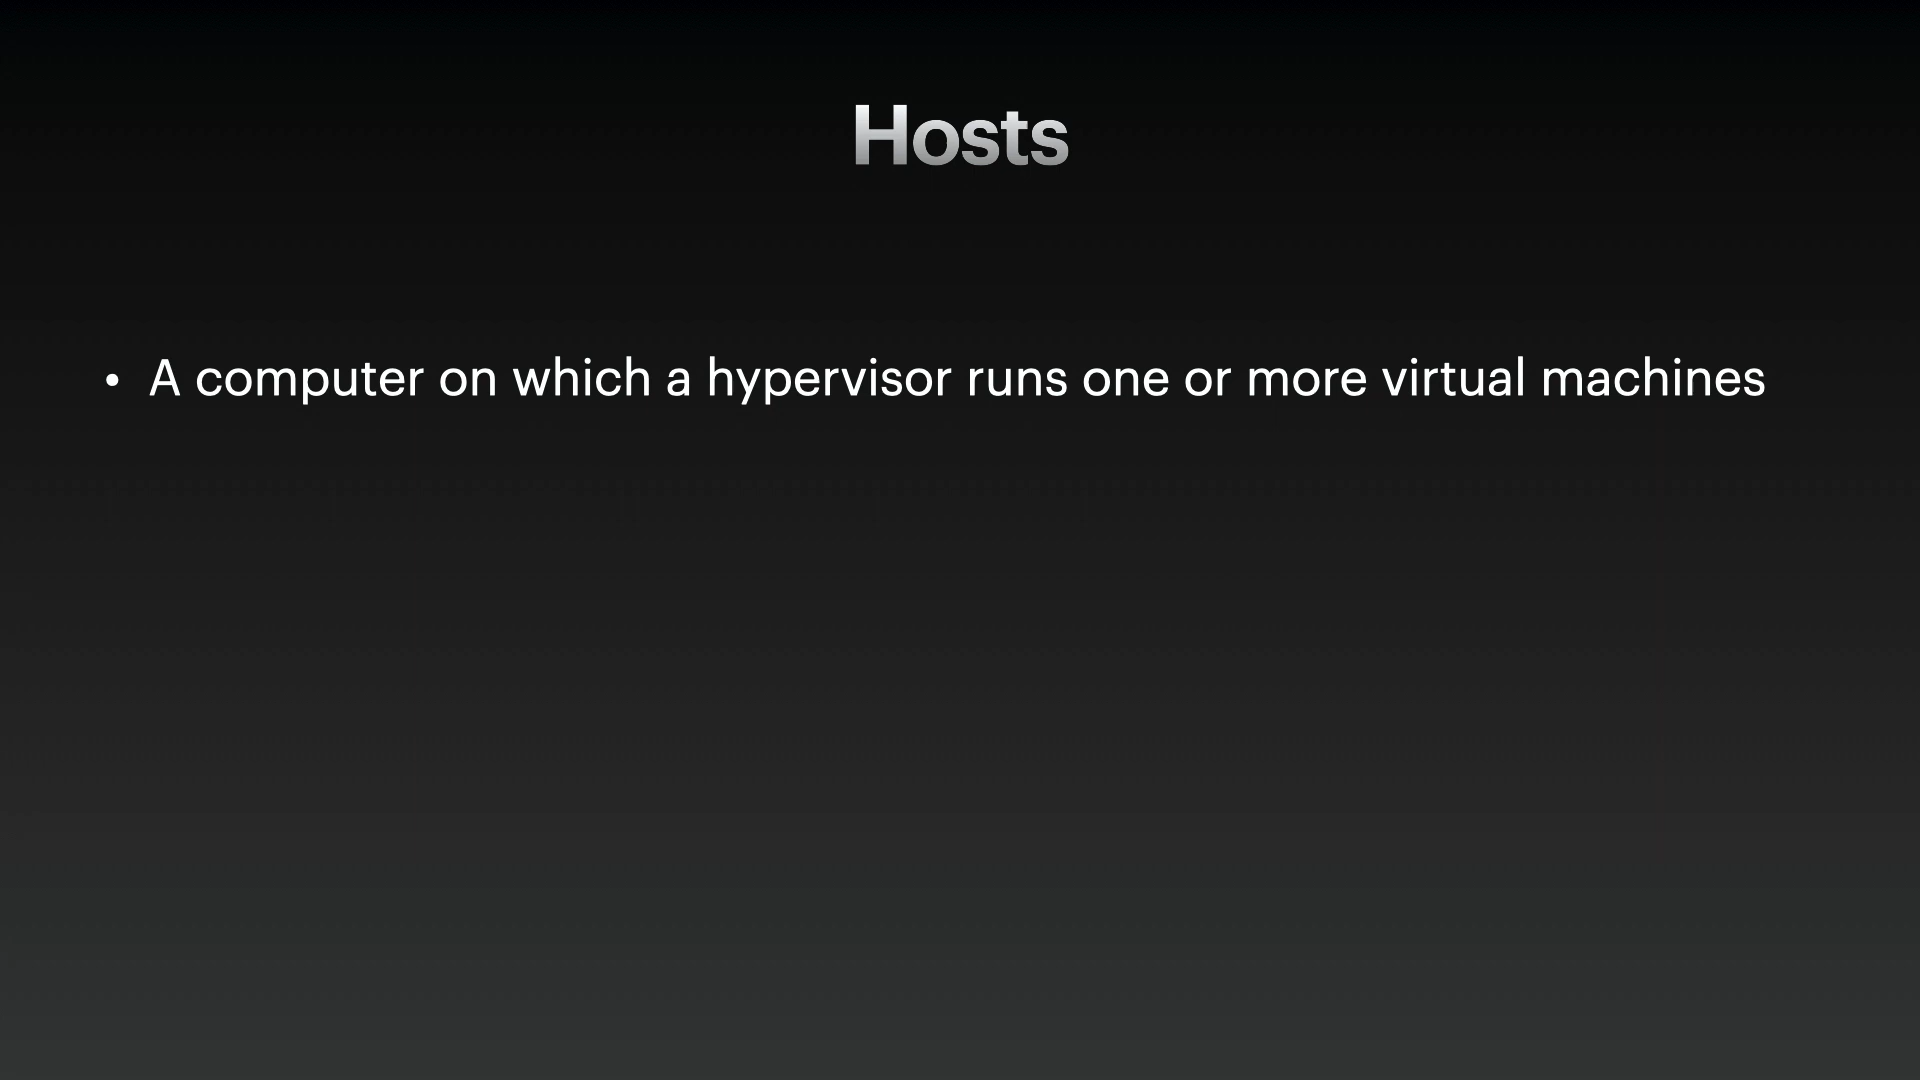 Hosts
• A computer on which a hypervisor runs one or more virtual machines